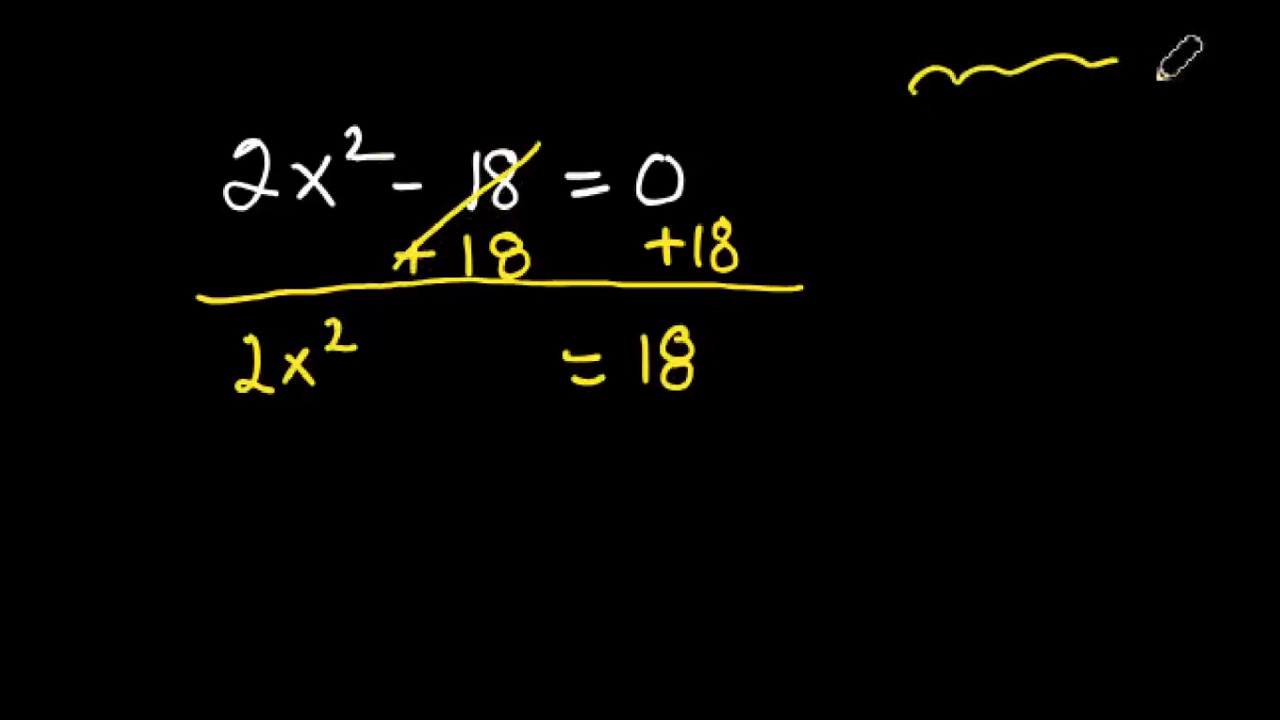 2x² - 18 = 0
+ 18 +18
2x² = 18